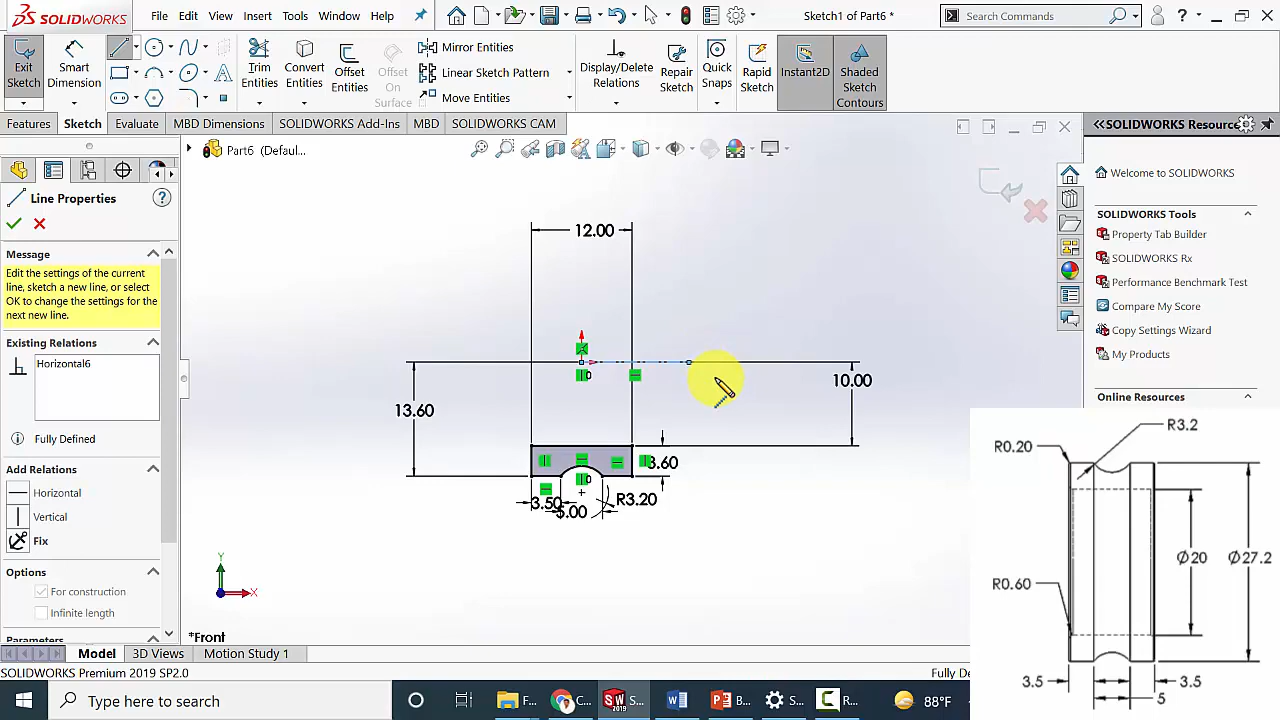 SOLIDWORKS
File Edit View Insert Tools Window Help
Sketch1 of Part6 *
Search Commands
?
Exit Sketch
Smart Dimension
Trim Entities
Convert Entities
Offset Entities
Offset On Surface
Mirror Entities
Linear Sketch Pattern
Move Entities
Display/Delete Relations
Repair Sketch
Quick Snaps
Rapid Sketch
Instant2D
Shaded Sketch Contours
Features Sketch Evaluate MBD Dimensions SOLIDWORKS Add-Ins MBD SOLIDWORKS CAM
Part6 (Defaul...
SOLIDWORKS Resource
Line Properties
Message
Edit the settings of the current
line, sketch a new line, or select
OK to change the settings for the
next new line.
Existing Relations
Horizontal6
Fully Defined
Add Relations
Horizontal
Vertical
Fix
Options
For construction
Infinite length
Parameters
12.00
13.60
10.00
3.60
3.50
5.00
R3.20
Y
X
*Front
Welcome to SOLIDWORKS
SOLIDWORKS Tools
Property Tab Builder
SOLIDWORKS Rx
Performance Benchmark Test
Compare My Score
Copy Settings Wizard
My Products
Online Resources
R3.2
R0.20
Ø20
Ø27.2
R0.60
3.5
3.5
5
Model 3D Views Motion Study 1
SOLIDWORKS Premium 2019 SP2.0
Fully De
Type here to search
F...
C...
S...
W...
B...
S...
R...
88°F